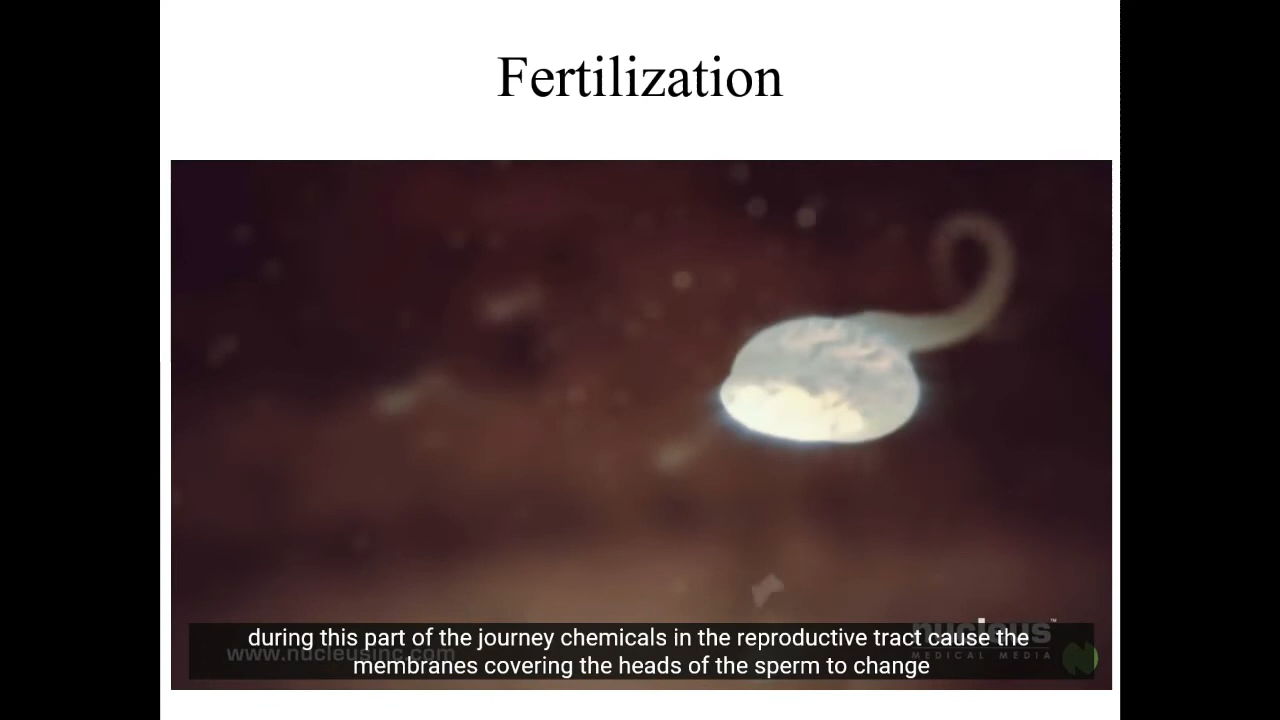 Fertilization
nucleus™
during this part of the journey chemicals in the reproductive tract cause the
www.nucleusinc.com
MEDICAL MEDIA
membranes covering the heads of the sperm to change
N